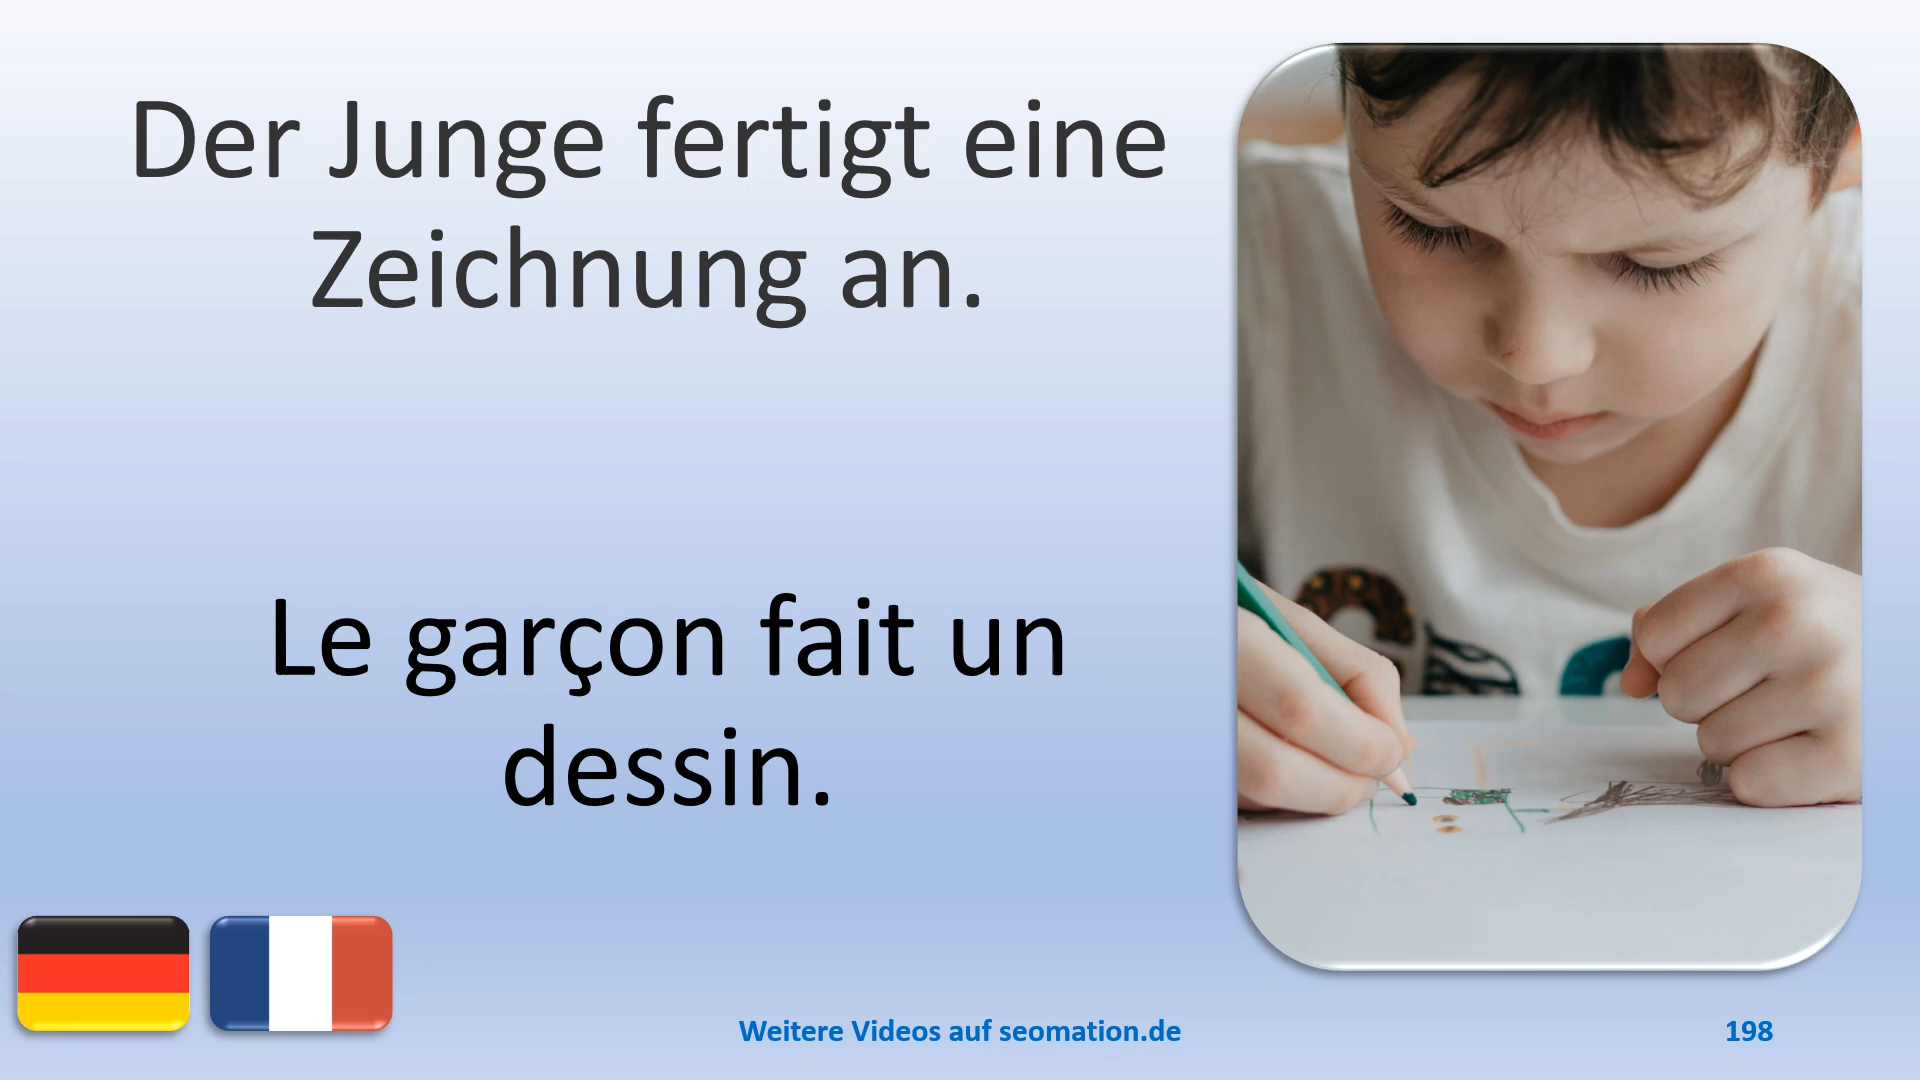 Der Junge fertigt eine
Zeichnung an.
Le garçon fait un
dessin.
Weitere Videos auf seomation.de
198